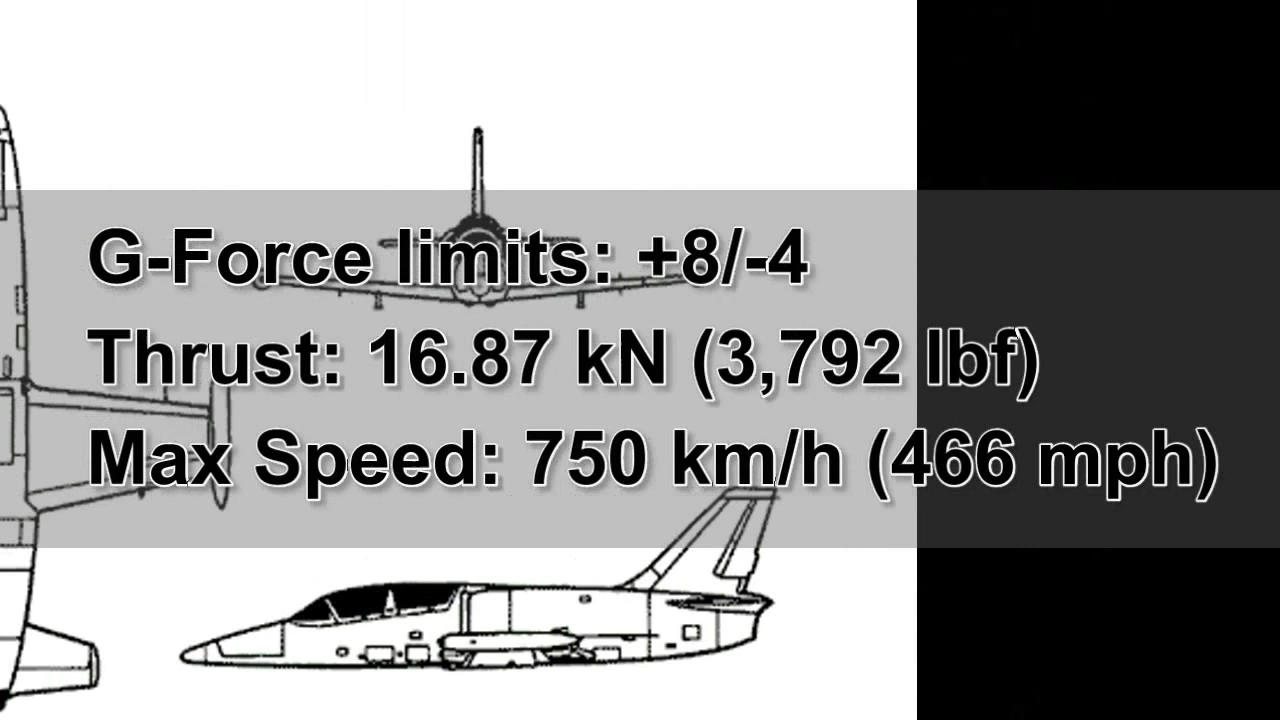 G-Force limits: +8/-4
Thrust: 16.87 kN (3,792 lbf)
Max Speed: 750 km/h (466 mph)